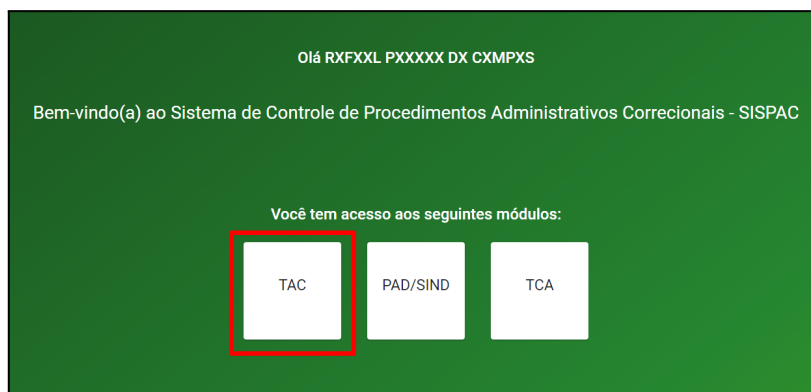 Olá RXFXXL PXXXXX DX CXMPXS
Bem-vindo(a) ao Sistema de Controle de Procedimentos Administrativos Correcionais - SISPAC
Você tem acesso aos seguintes módulos:
TAC PAD/SIND TCA